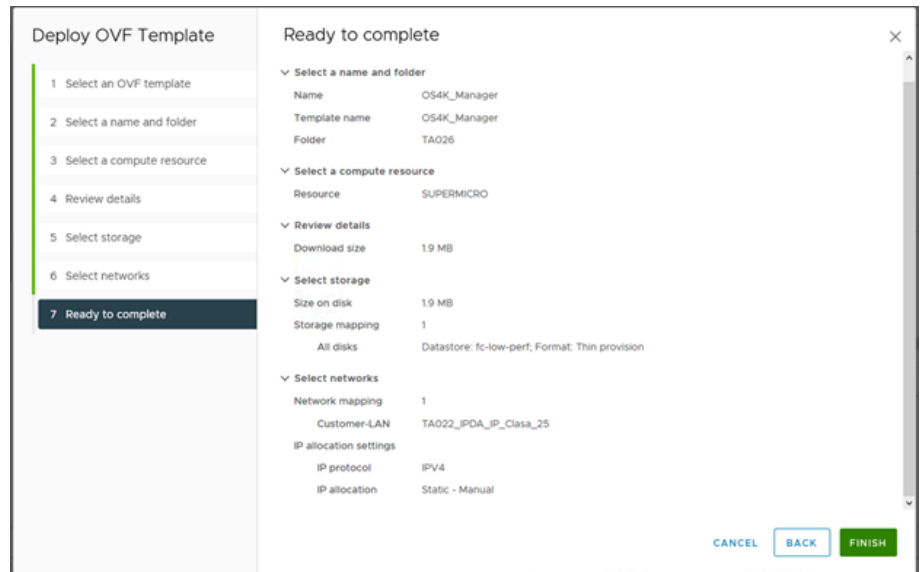 Deploy OVF Template
1 Select an OVF template
2 Select a name and folder
3 Select a compute resource
4 Review details
5 Select storage
6 Select networks
7 Ready to complete
Ready to complete
Select a name and folder
Name OS4K_Manager
Template name OS4K_Manager
Folder TA026
Select a compute resource
Resource SUPERMICRO
Review details
Download size 1.9 MB
Select storage
Size on disk 1.9 MB
Storage mapping 1
All disks Datastore: fc-low-perf; Format: Thin provision
Select networks
Network mapping 1
Customer-LAN TA022_IPDA_IP_Clasa_25
IP allocation settings
IP protocol IPV4
IP allocation Static - Manual
CANCEL BACK FINISH